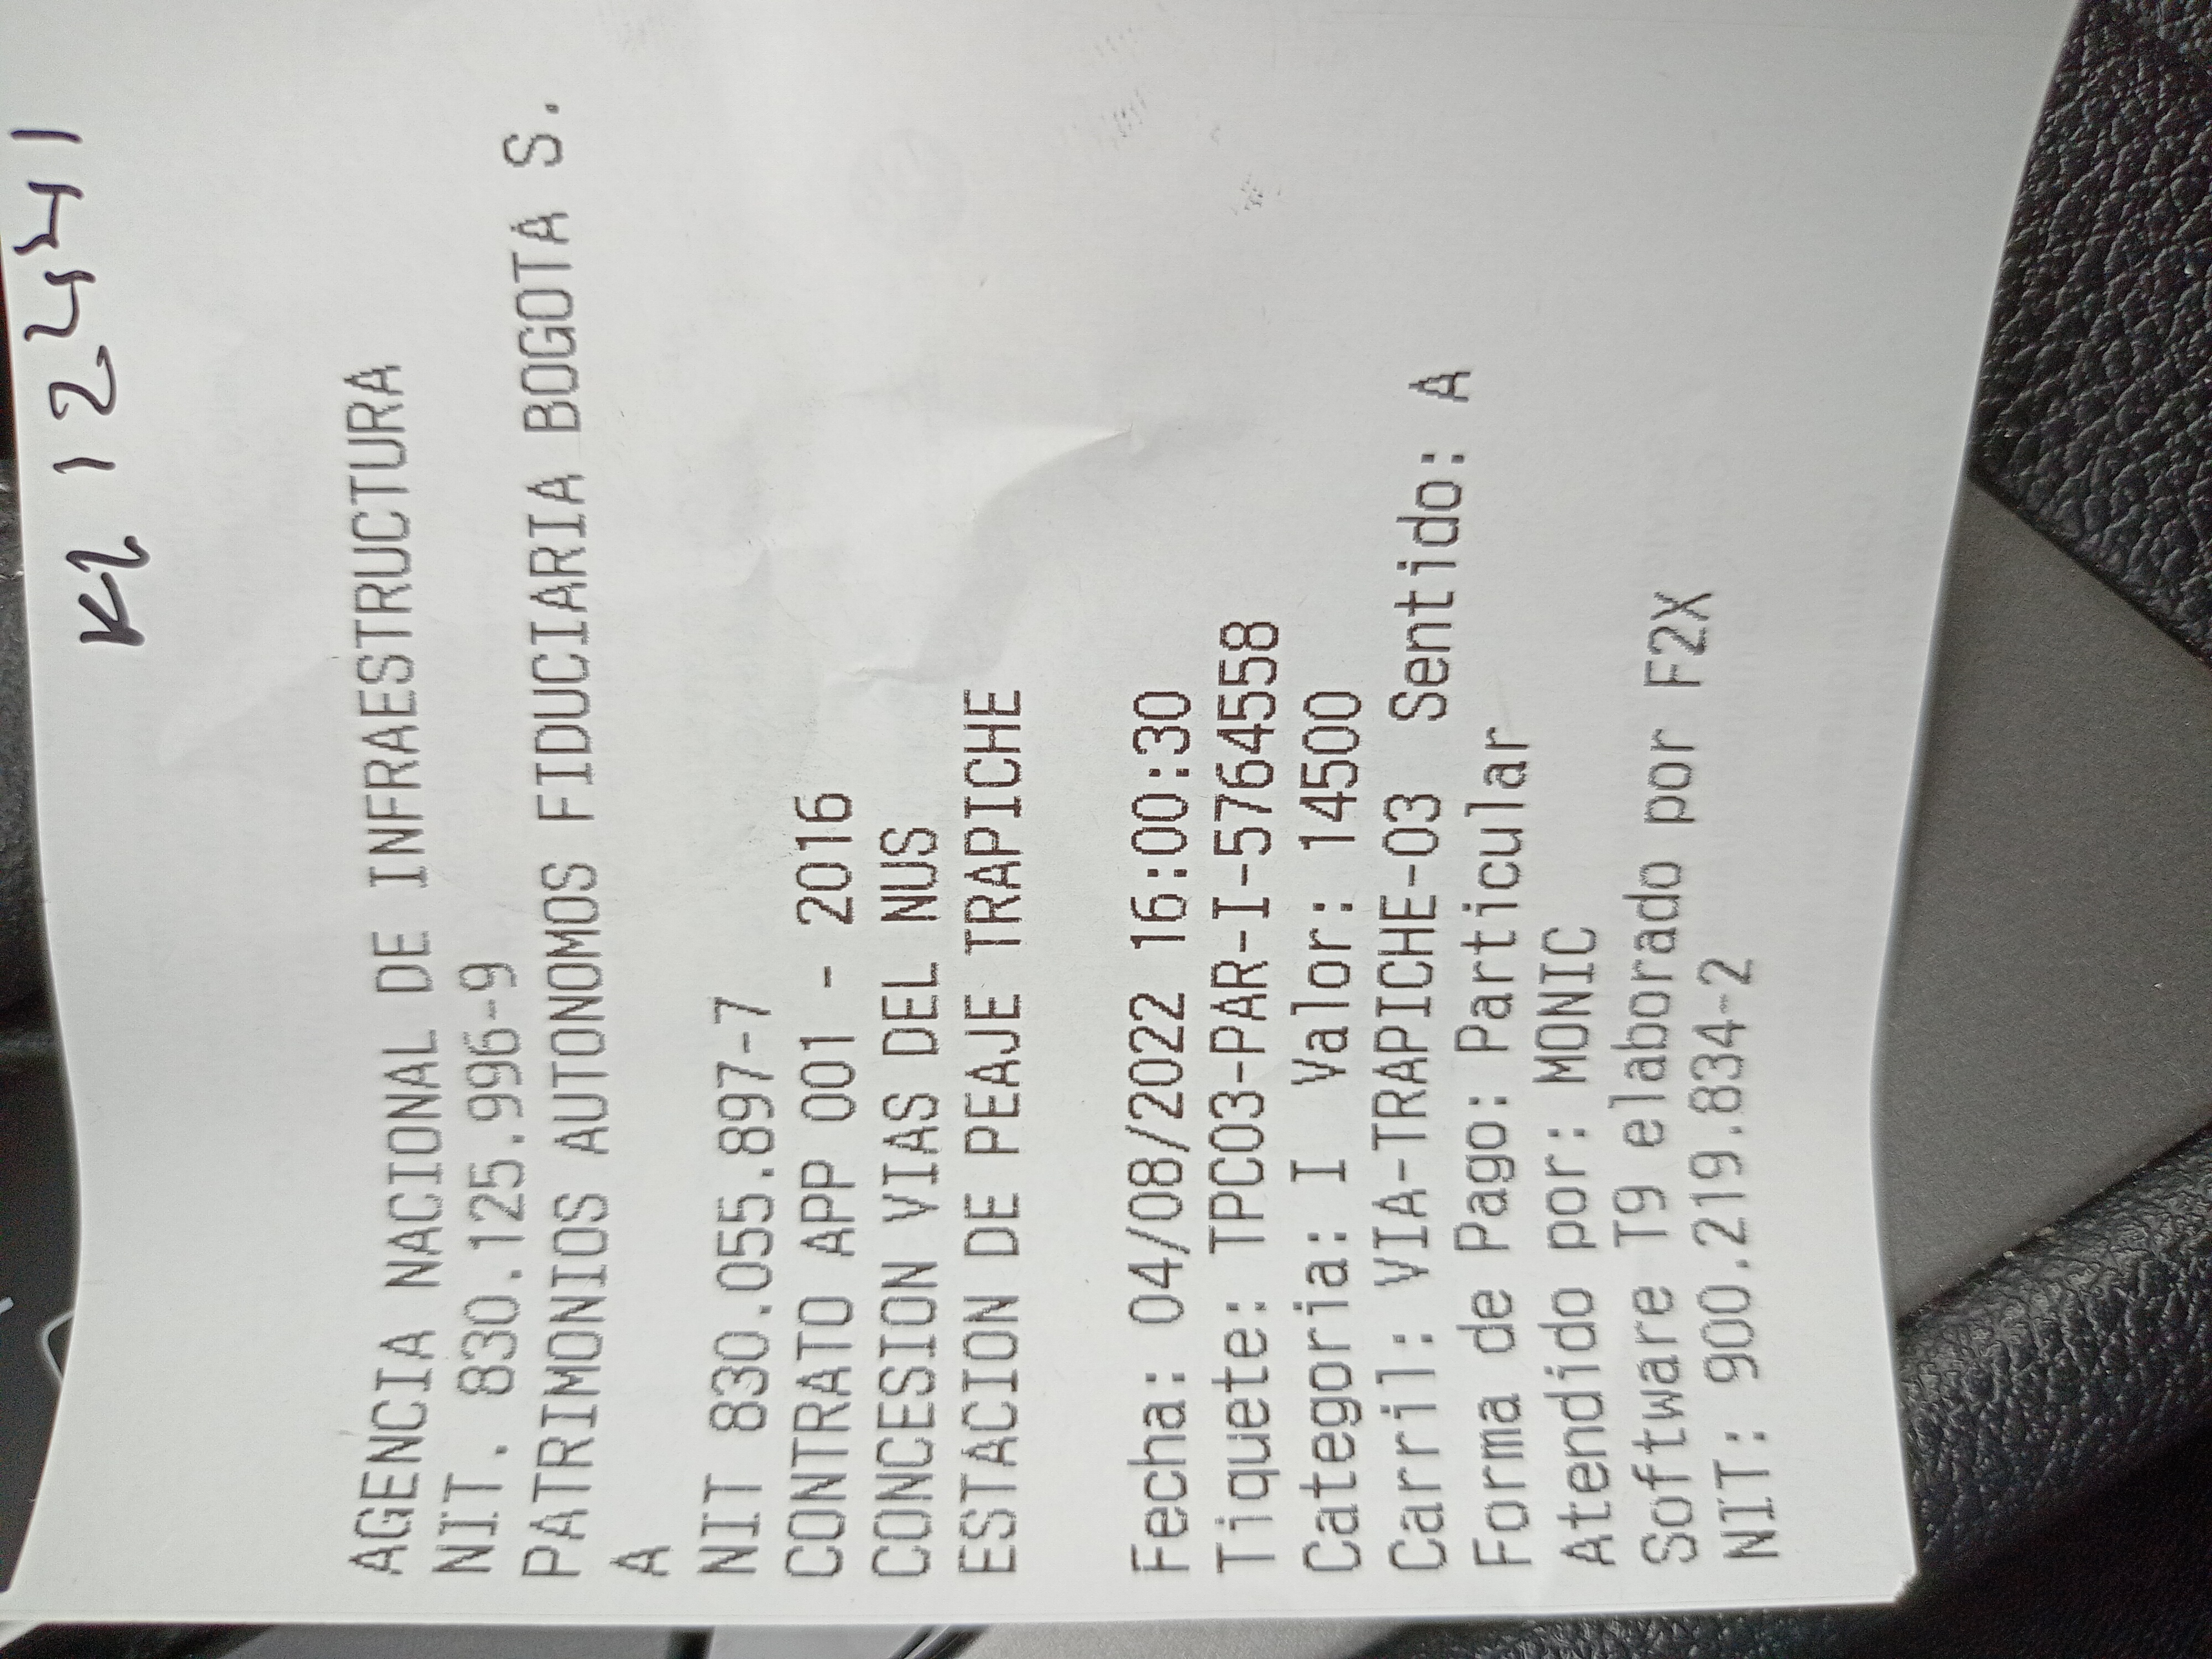 KL 12441
AGENCIA NACIONAL DE INFRAESTRUCTURA
NIT. 830.125.996-9
PATRIMONIOS AUTONOMOS FIDUCIARIA BOGOTA S.
A
NIT 830.055.897-7
CONTRATO APP 001 - 2016
CONCESION VIAS DEL NUS
ESTACION DE PEAJE TRAPICHE
Fecha: 04/08/2022 16:00:30
Tiquete: TPC03-PAR-I-5764558
Categoria: I Valor: 14500
Carril: VIA-TRAPICHE-03 Sentido: A
Forma de Pago: Particular
Atendido por: MONIC
Software T9 elaborado por F2X
NIT: 900.219.834-2